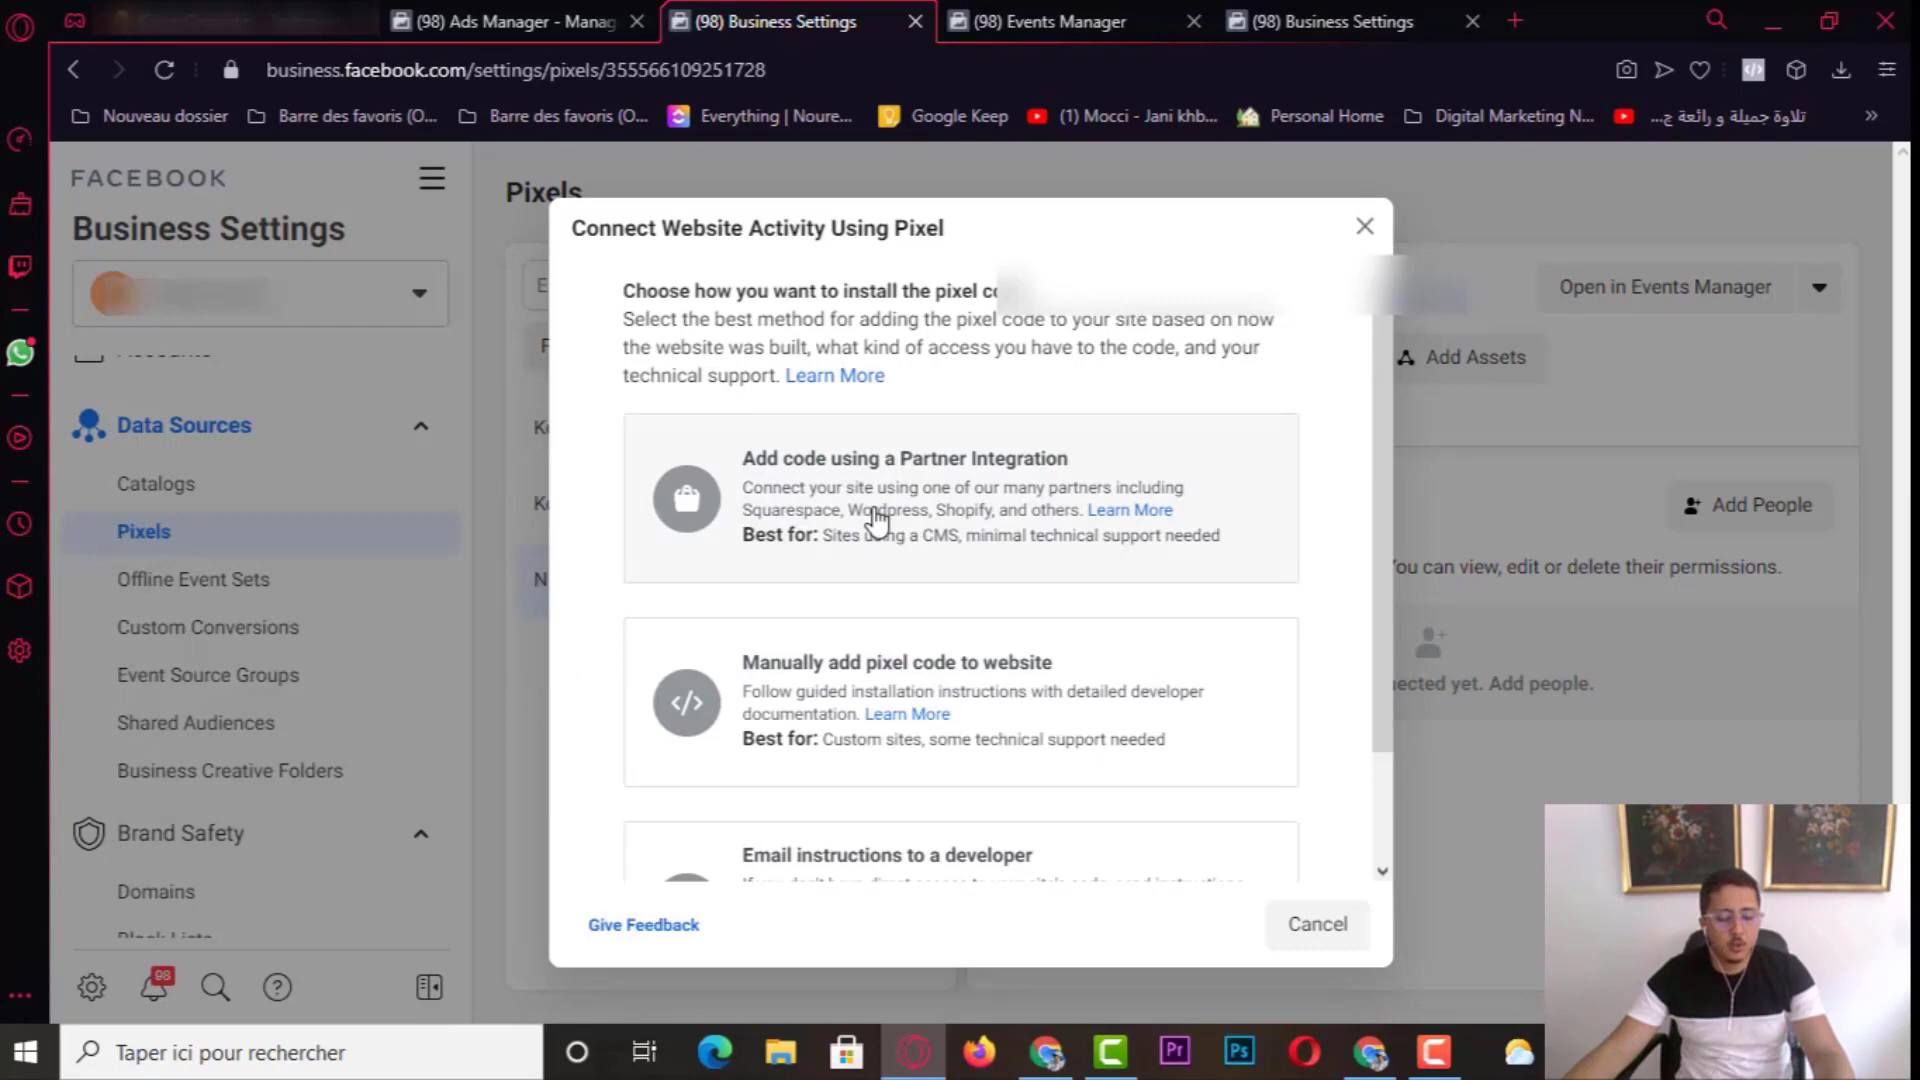 (98) Ads Manager - Manag
(98) Business Settings
(98) Events Manager
(98) Business Settings
business.facebook.com/settings/pixels/355566109251728
Nouveau dossier
Barre des favoris (O...
Barre des favoris (O...
Everything | Noure...
Google Keep
(1) Mocci - Jani khb...
Personal Home
Digital Marketing N...
تلاوة جميلة و رائعة ج...
FACEBOOK
Business Settings
Data Sources
Catalogs
Pixels
Offline Event Sets
Custom Conversions
Event Source Groups
Shared Audiences
Business Creative Folders
Brand Safety
Domains
98
Pixels
Connect Website Activity Using Pixel
Choose how you want to install the pixel co
Select the best method for adding the pixel code to your site based on how
the website was built, what kind of access you have to the code, and your
technical support. Learn More
Add code using a Partner Integration
Connect your site using one of our many partners including
Squarespace, Wordpress, Shopify, and others. Learn More
Best for: Sites using a CMS, minimal technical support needed
Manually add pixel code to website
Follow guided installation instructions with detailed developer
documentation. Learn More
Best for: Custom sites, some technical support needed
Email instructions to a developer
Give Feedback
Cancel
Open in Events Manager
Add Assets
Add People
You can view, edit or delete their permissions.
ected yet. Add people.
Taper ici pour rechercher
Pr
Ps